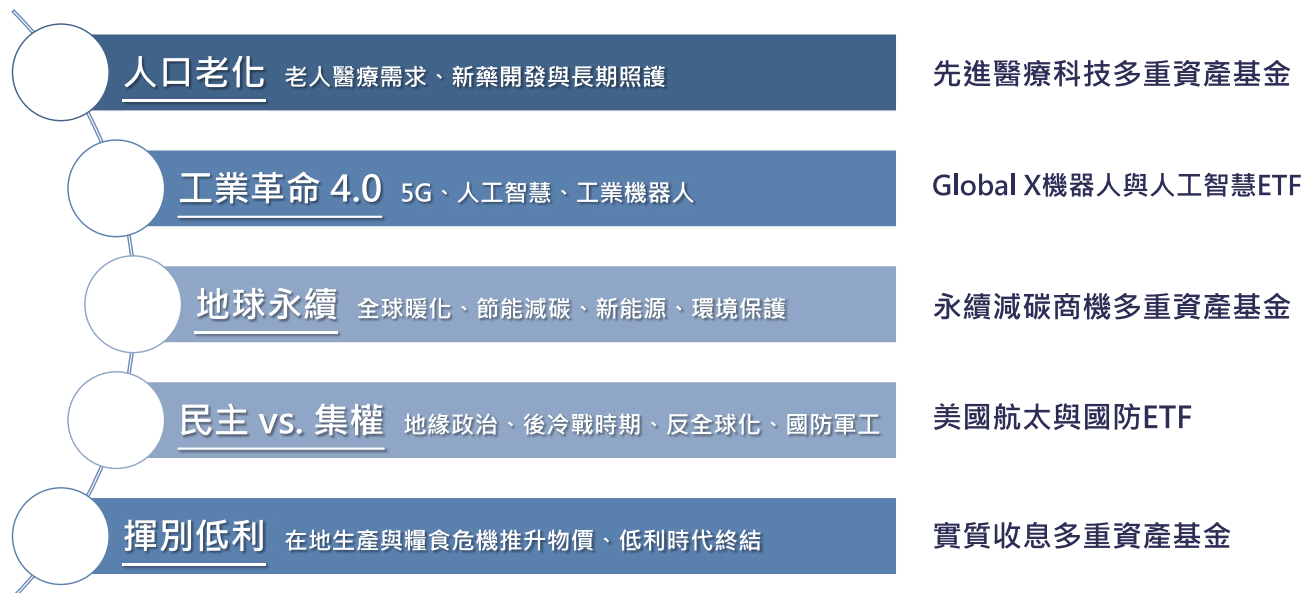 人口老化 老人醫療需求、新藥開發與長期照護 先進醫療科技多重資產基金
工業革命 4.0 5G、人工智慧、工業機器人 Global X機器人與人工智慧ETF
地球永續 全球暖化、節能減碳、新能源、環境保護 永續減碳商機多重資產基金
民主 vs. 集權 地緣政治、後冷戰時期、反全球化、國防軍工 美國航太與國防ETF
揮別低利 在地生產與糧食危機推升物價、低利時代終結 實質收息多重資產基金